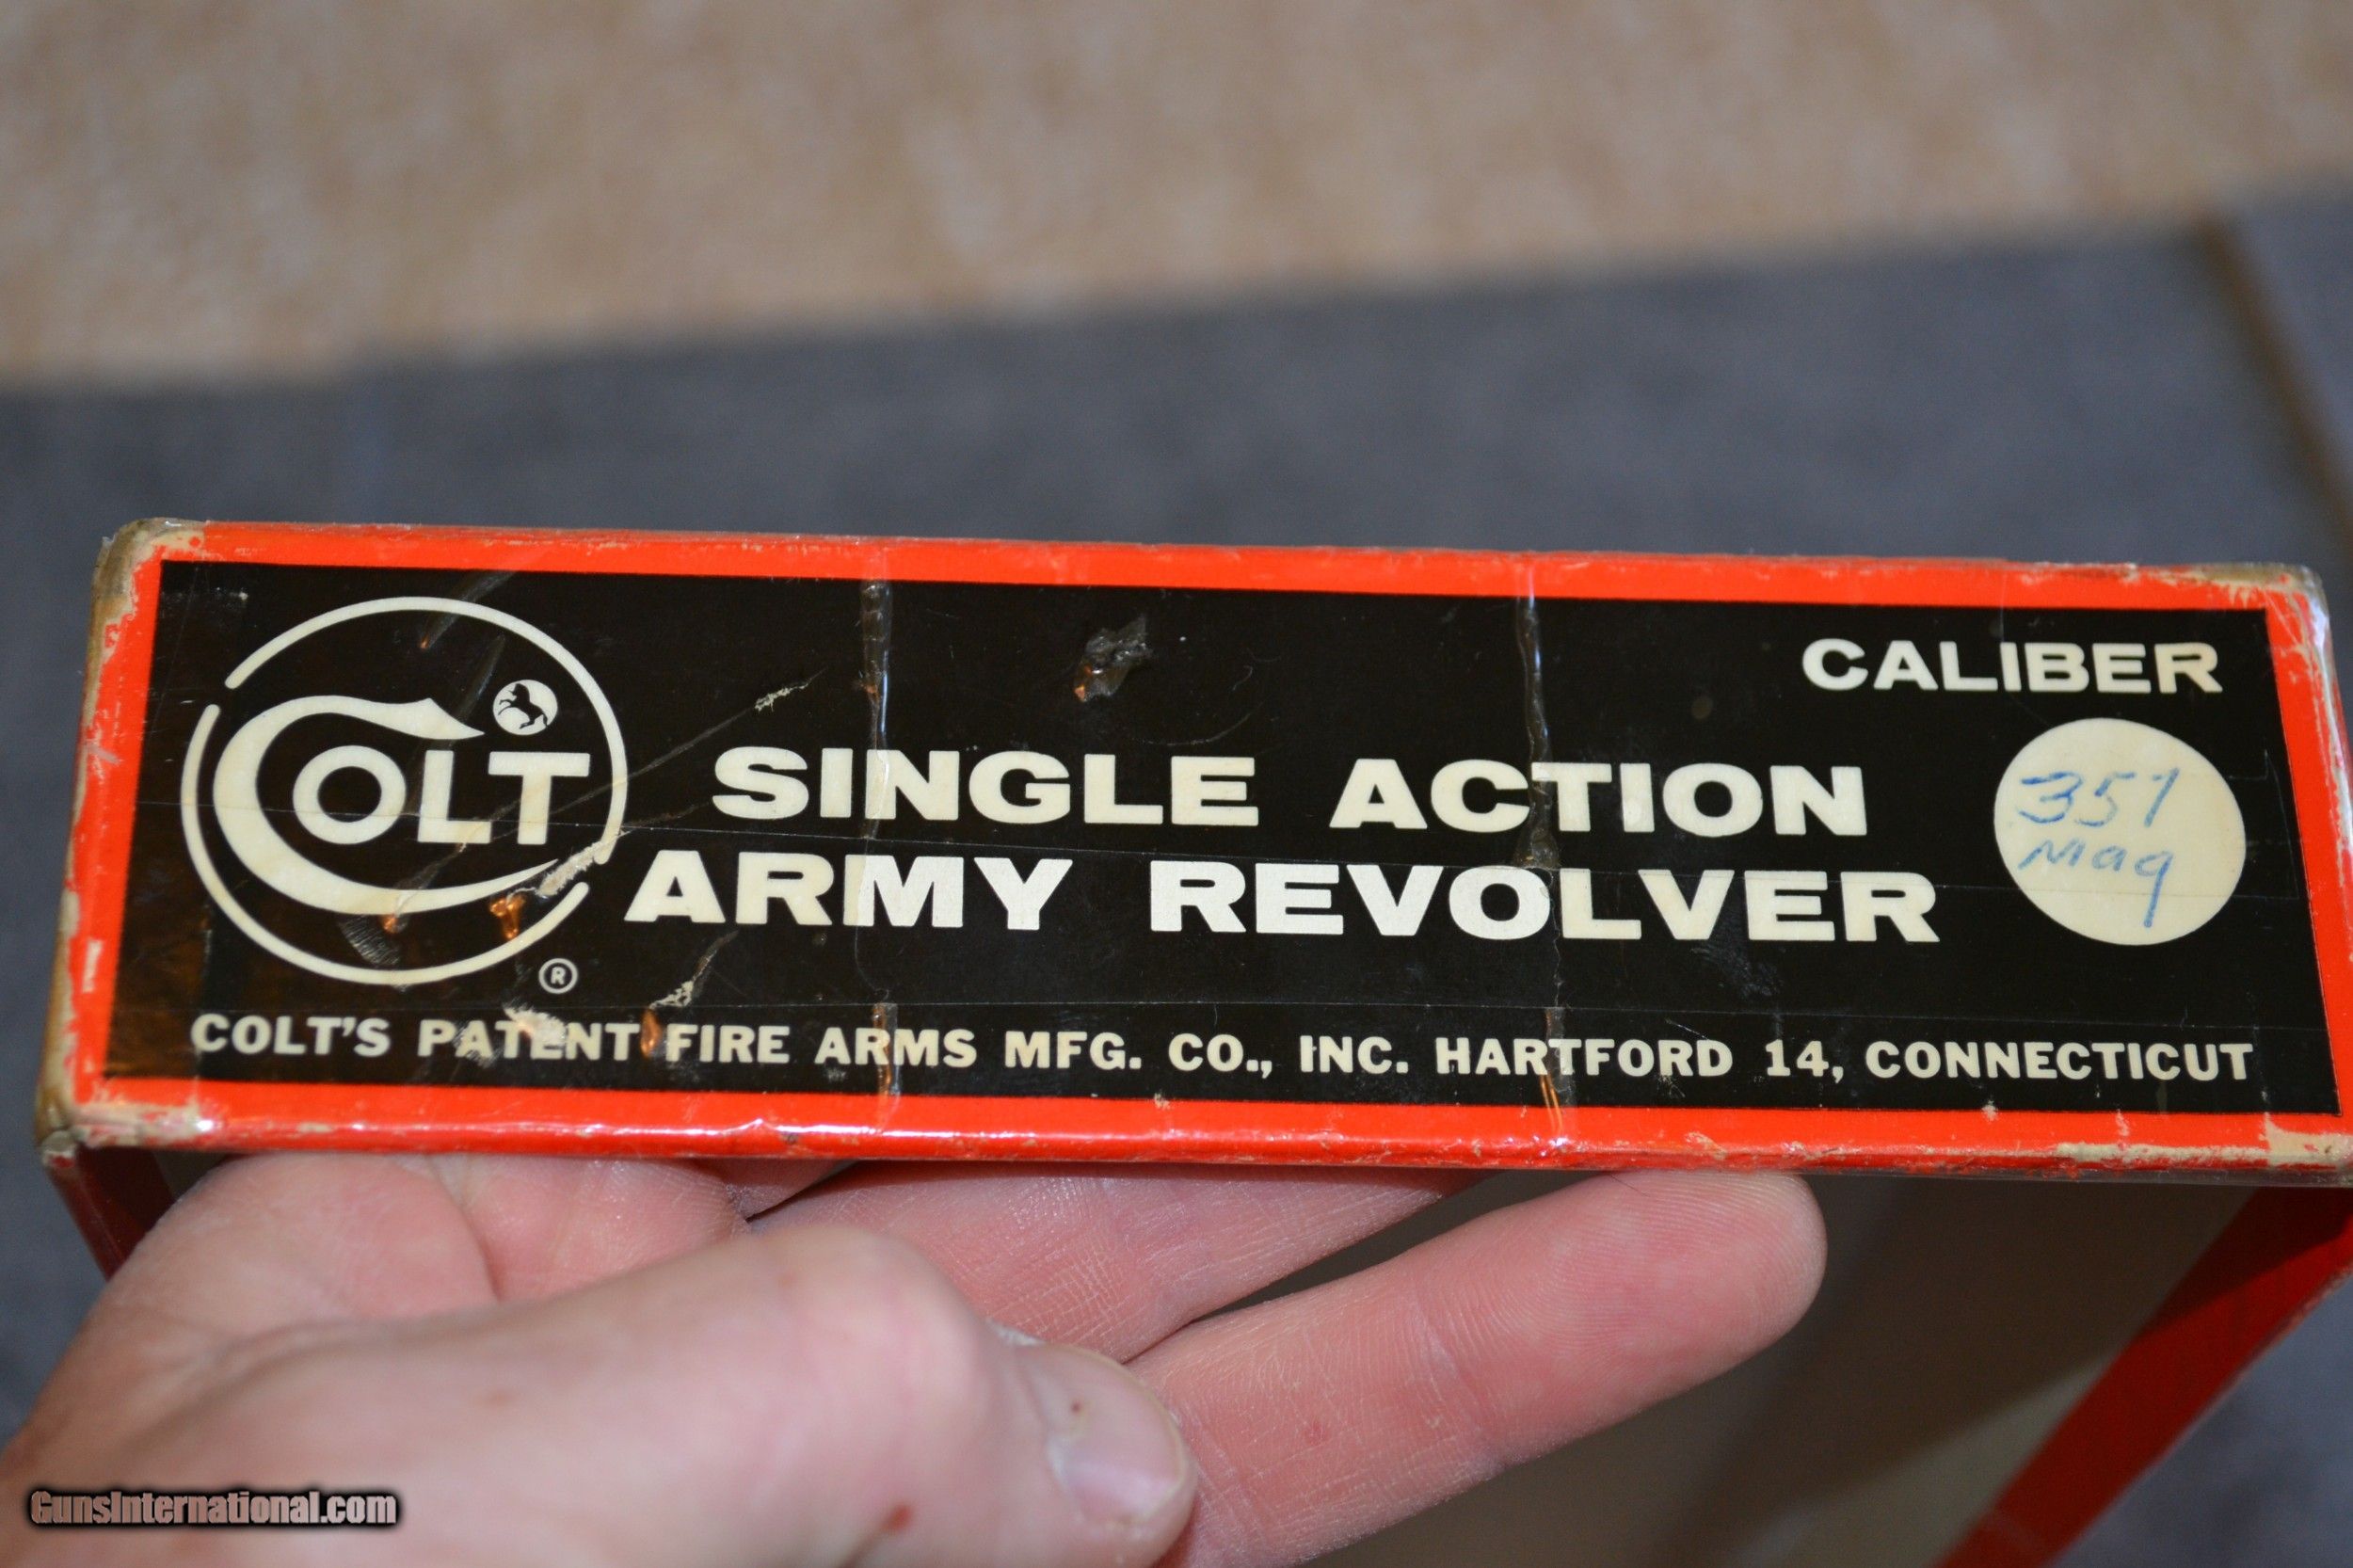 CALIBER
COLT
SINGLE ACTION
ARMY REVOLVER
357
Mag
®
COLT'S PATENT FIRE ARMS MFG. CO., INC. HARTFORD 14, CONNECTICUT
GunsInternational.com